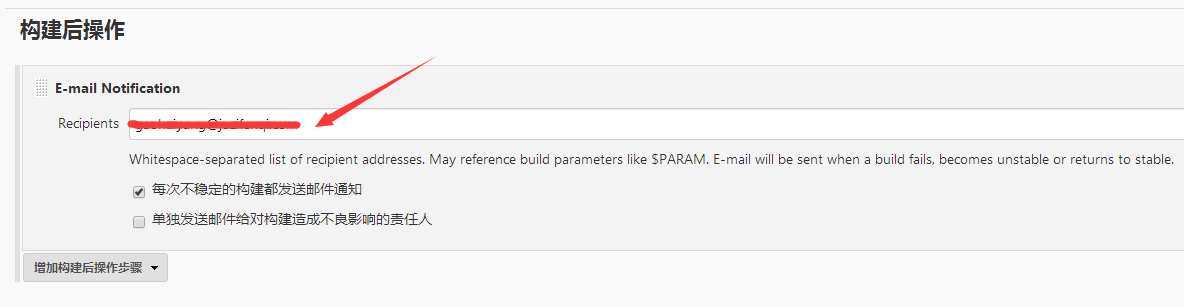 构建后操作
E-mail Notification
Recipients
Whitespace-separated list of recipient addresses. May reference build parameters like $PARAM. E-mail will be sent when a build fails, becomes unstable or returns to stable.
每次不稳定的构建都发送邮件通知
单独发送邮件给对构建造成不良影响的责任人
增加构建后操作步骤